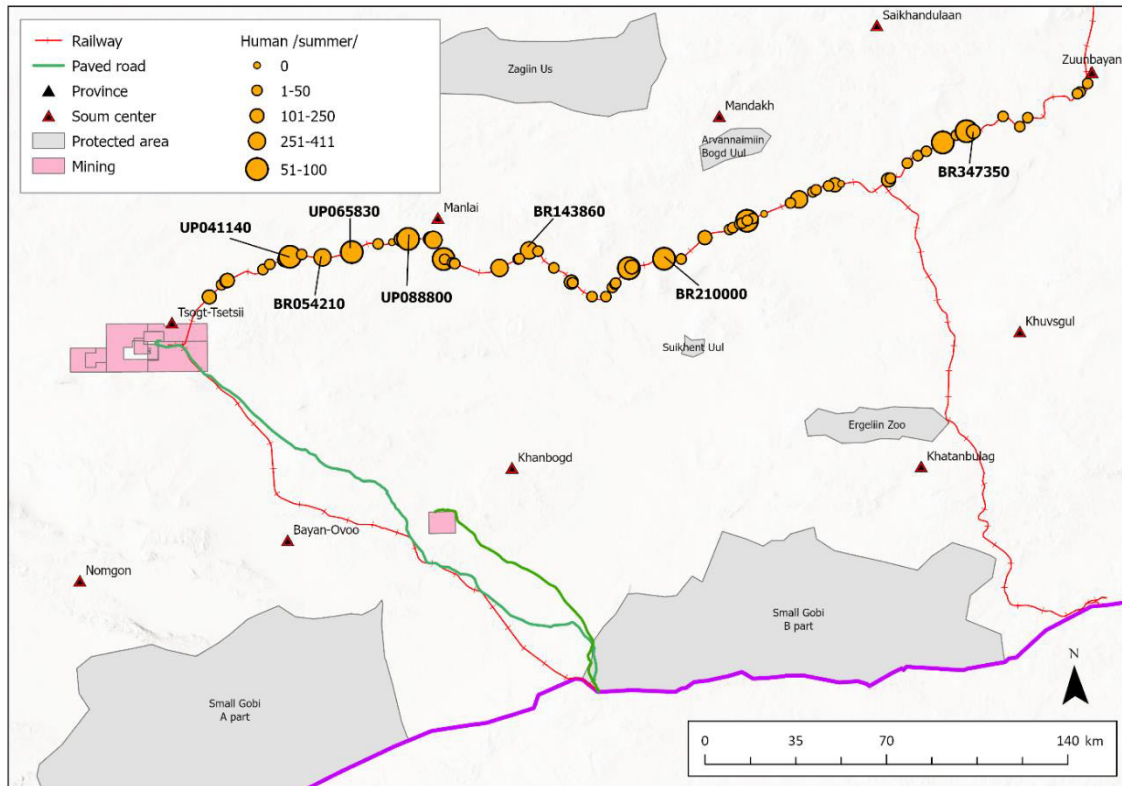 Railway
Paved road
Province
Soum center
Protected area
Mining
Human /summer/
0
1-50
101-250
251-411
51-100
Saikhandulaan
Zuunbayan
Zagiin Us
Mandakh
Arvannaimiin
Bogd Uul
BR347350
Manlai
UP065830
BR143860
UP041140
BR054210
UP088800
BR210000
Tsogt-Tsetsii
Khuvsgul
Suikhent Uul
Ergeliin Zoo
Khatanbulag
Khanbogd
Bayan-Ovoo
Nomgon
Small Gobi
B part
Small Gobi
A part
N
0 35 70 140 km